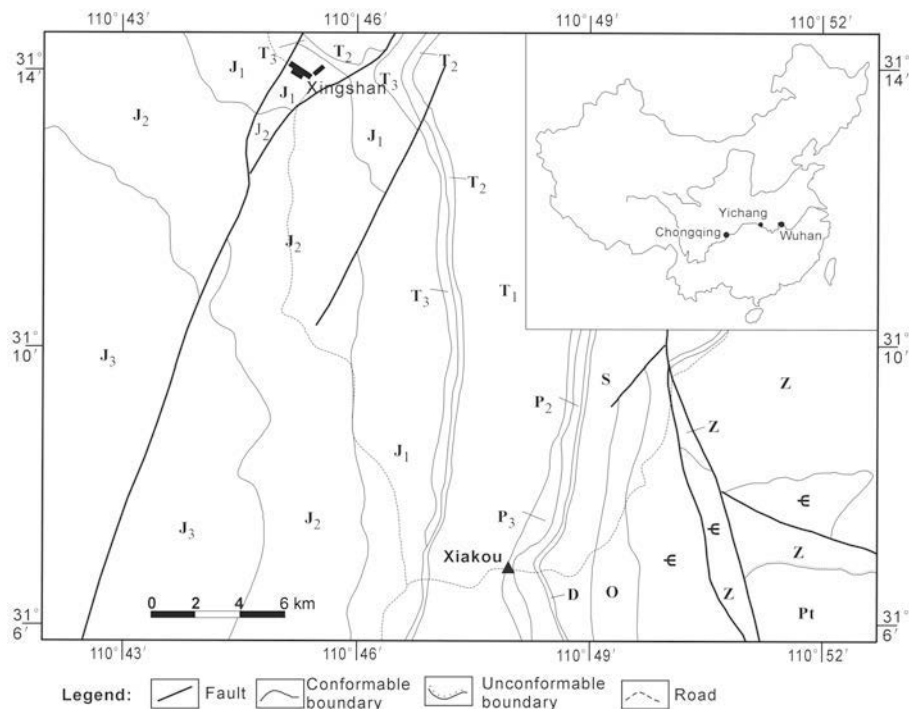 110° 43′ 110° 46′ 110° 49′ 110° 52′
31° 14′
31° 14′
T3 T2
J1
T2
T3
Xingshan
J1
J2
J2
J1
T2
J2
T3
T1
J3
31° 10′
31° 10′
S
Z
P2
Z
J1
Є
P3
J3
J2
Є
Xiakou
Z
Є
D
O
Z
Pt
0 2 4 6 km
31° 6′
31° 6′
110° 43′ 110° 46′ 110° 49′ 110° 52′
Yichang
Chongqing
Wuhan
Legend:
Fault
Conformable
boundary
Unconformable
boundary
Road